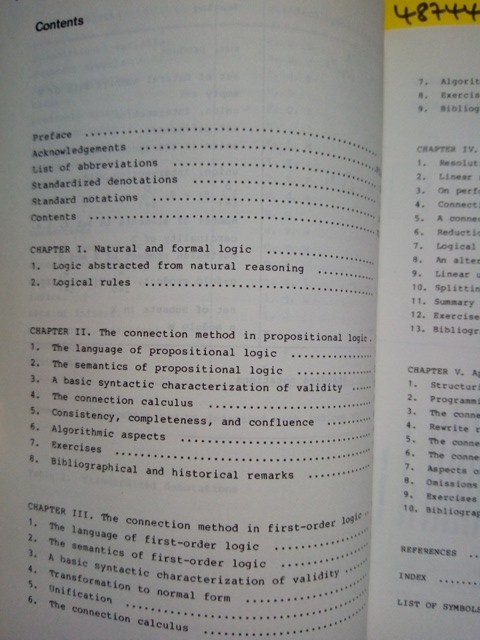 Contents
48744
Preface
Acknowledgements
List of abbreviations
Standardized denotations
Standard notations
Contents
CHAPTER I. Natural and formal logic
1. Logic abstracted from natural reasoning
2. Logical rules
CHAPTER II. The connection method in propositional logic
1. The language of propositional logic
2. The semantics of propositional logic
3. A basic syntactic characterization of validity
4. The connection calculus
5. Consistency, completeness, and confluence
6. Algorithmic aspects
7. Exercises
8. Bibliographical and historical remarks
CHAPTER III. The connection method in first-order logic
1. The language of first-order logic
2. The semantics of first-order logic
3. A basic syntactic characterization of validity
4. Transformation to normal form
5. Unification
6. The connection calculus
7. Algorit
8. Exercise
9. Bibliog
CHAPTER IV.
1. Resolut
2. Linear
3. On perf
4. Connecti
5. A connec
6. Reductio
7. Logical
8. An alter
9. Linear u
10. Splittin
11. Summary
12. Exercise
13. Bibliogr
CHAPTER V. Ap
1. Structuri
2. Programmi
3. The conne
4. Rewrite r
5. The conne
6. The conne
7. Aspects o
8. Omissions
9. Exercises
10. Bibliograp
REFERENCES
INDEX
LIST OF SYMBOLS